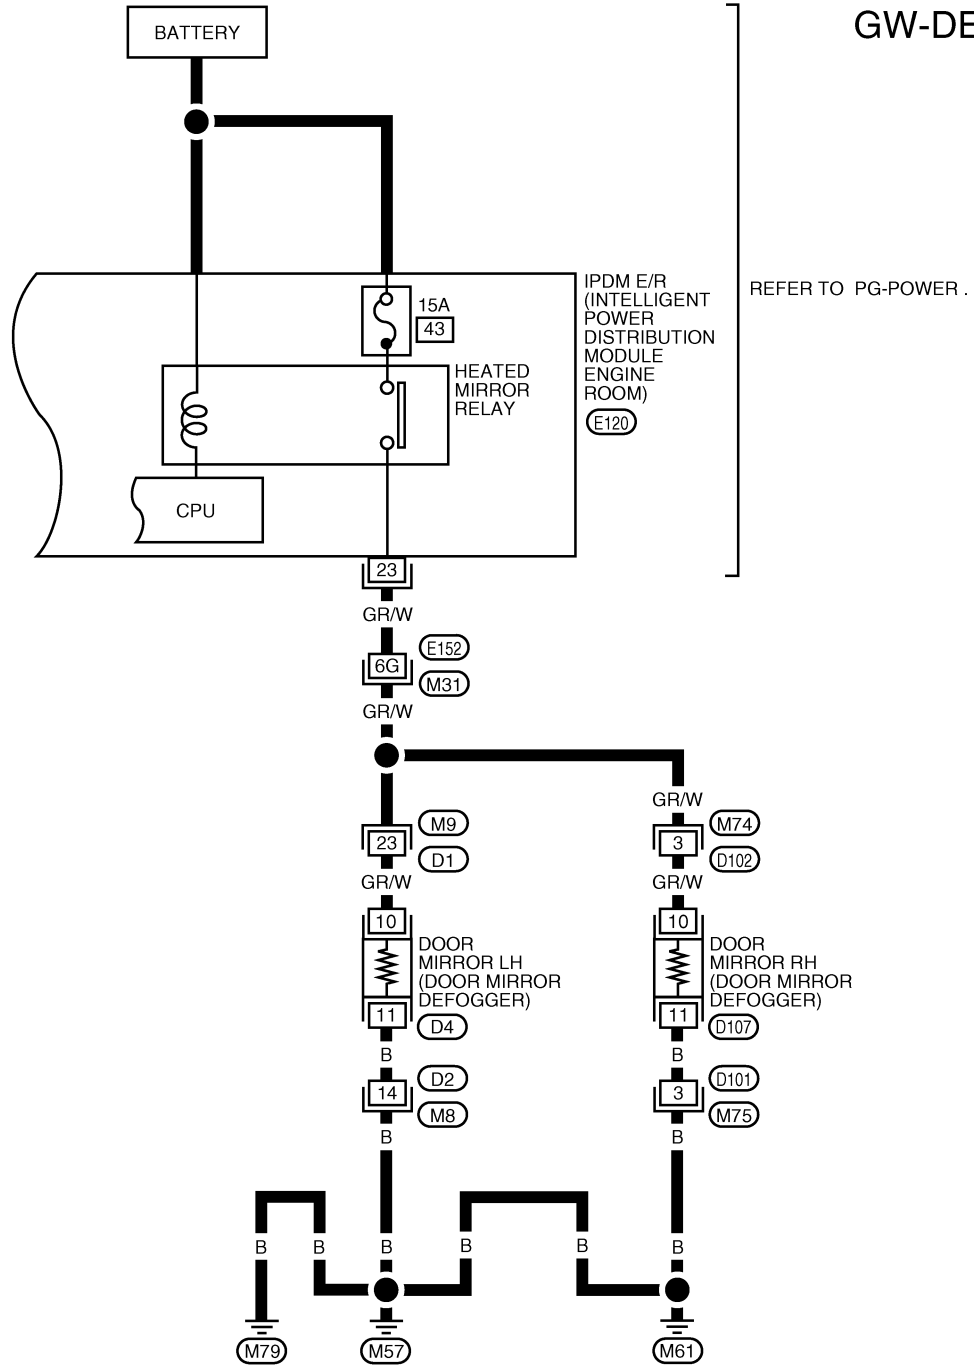 GW-DE
BATTERY
REFER TO PG-POWER .
IPDM E/R
(INTELLIGENT
POWER
DISTRIBUTION
MODULE
ENGINE
ROOM)
E120
15A
43
HEATED
MIRROR
RELAY
CPU
23
GR/W
E152
6G
M31
GR/W
GR/W
M9
23
D1
M74
3
D102
GR/W
GR/W
10
DOOR
MIRROR LH
(DOOR MIRROR
DEFOGGER)
11
D4
10
DOOR
MIRROR RH
(DOOR MIRROR
DEFOGGER)
11
D107
B
B
D2
14
M8
D101
3
M75
B
B
B
B
B
B
B
B
M79
M57
M61